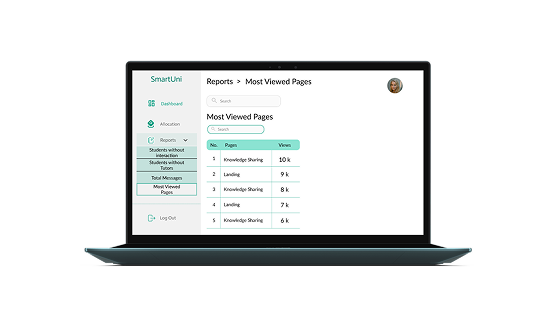 SmartUni
Dashboard
Allocation
Reports
Students without
Interaction
Students without
Tutors
Total Messages
Most Viewed
Pages
Log Out
Reports > Most Viewed Pages
Search
Most Viewed Pages
Search
No. Pages Views
1 Knowledge Sharing 10 k
2 Landing 9 k
3 Knowledge Sharing 8 k
4 Landing 7 k
5 Knowledge Sharing 6 k